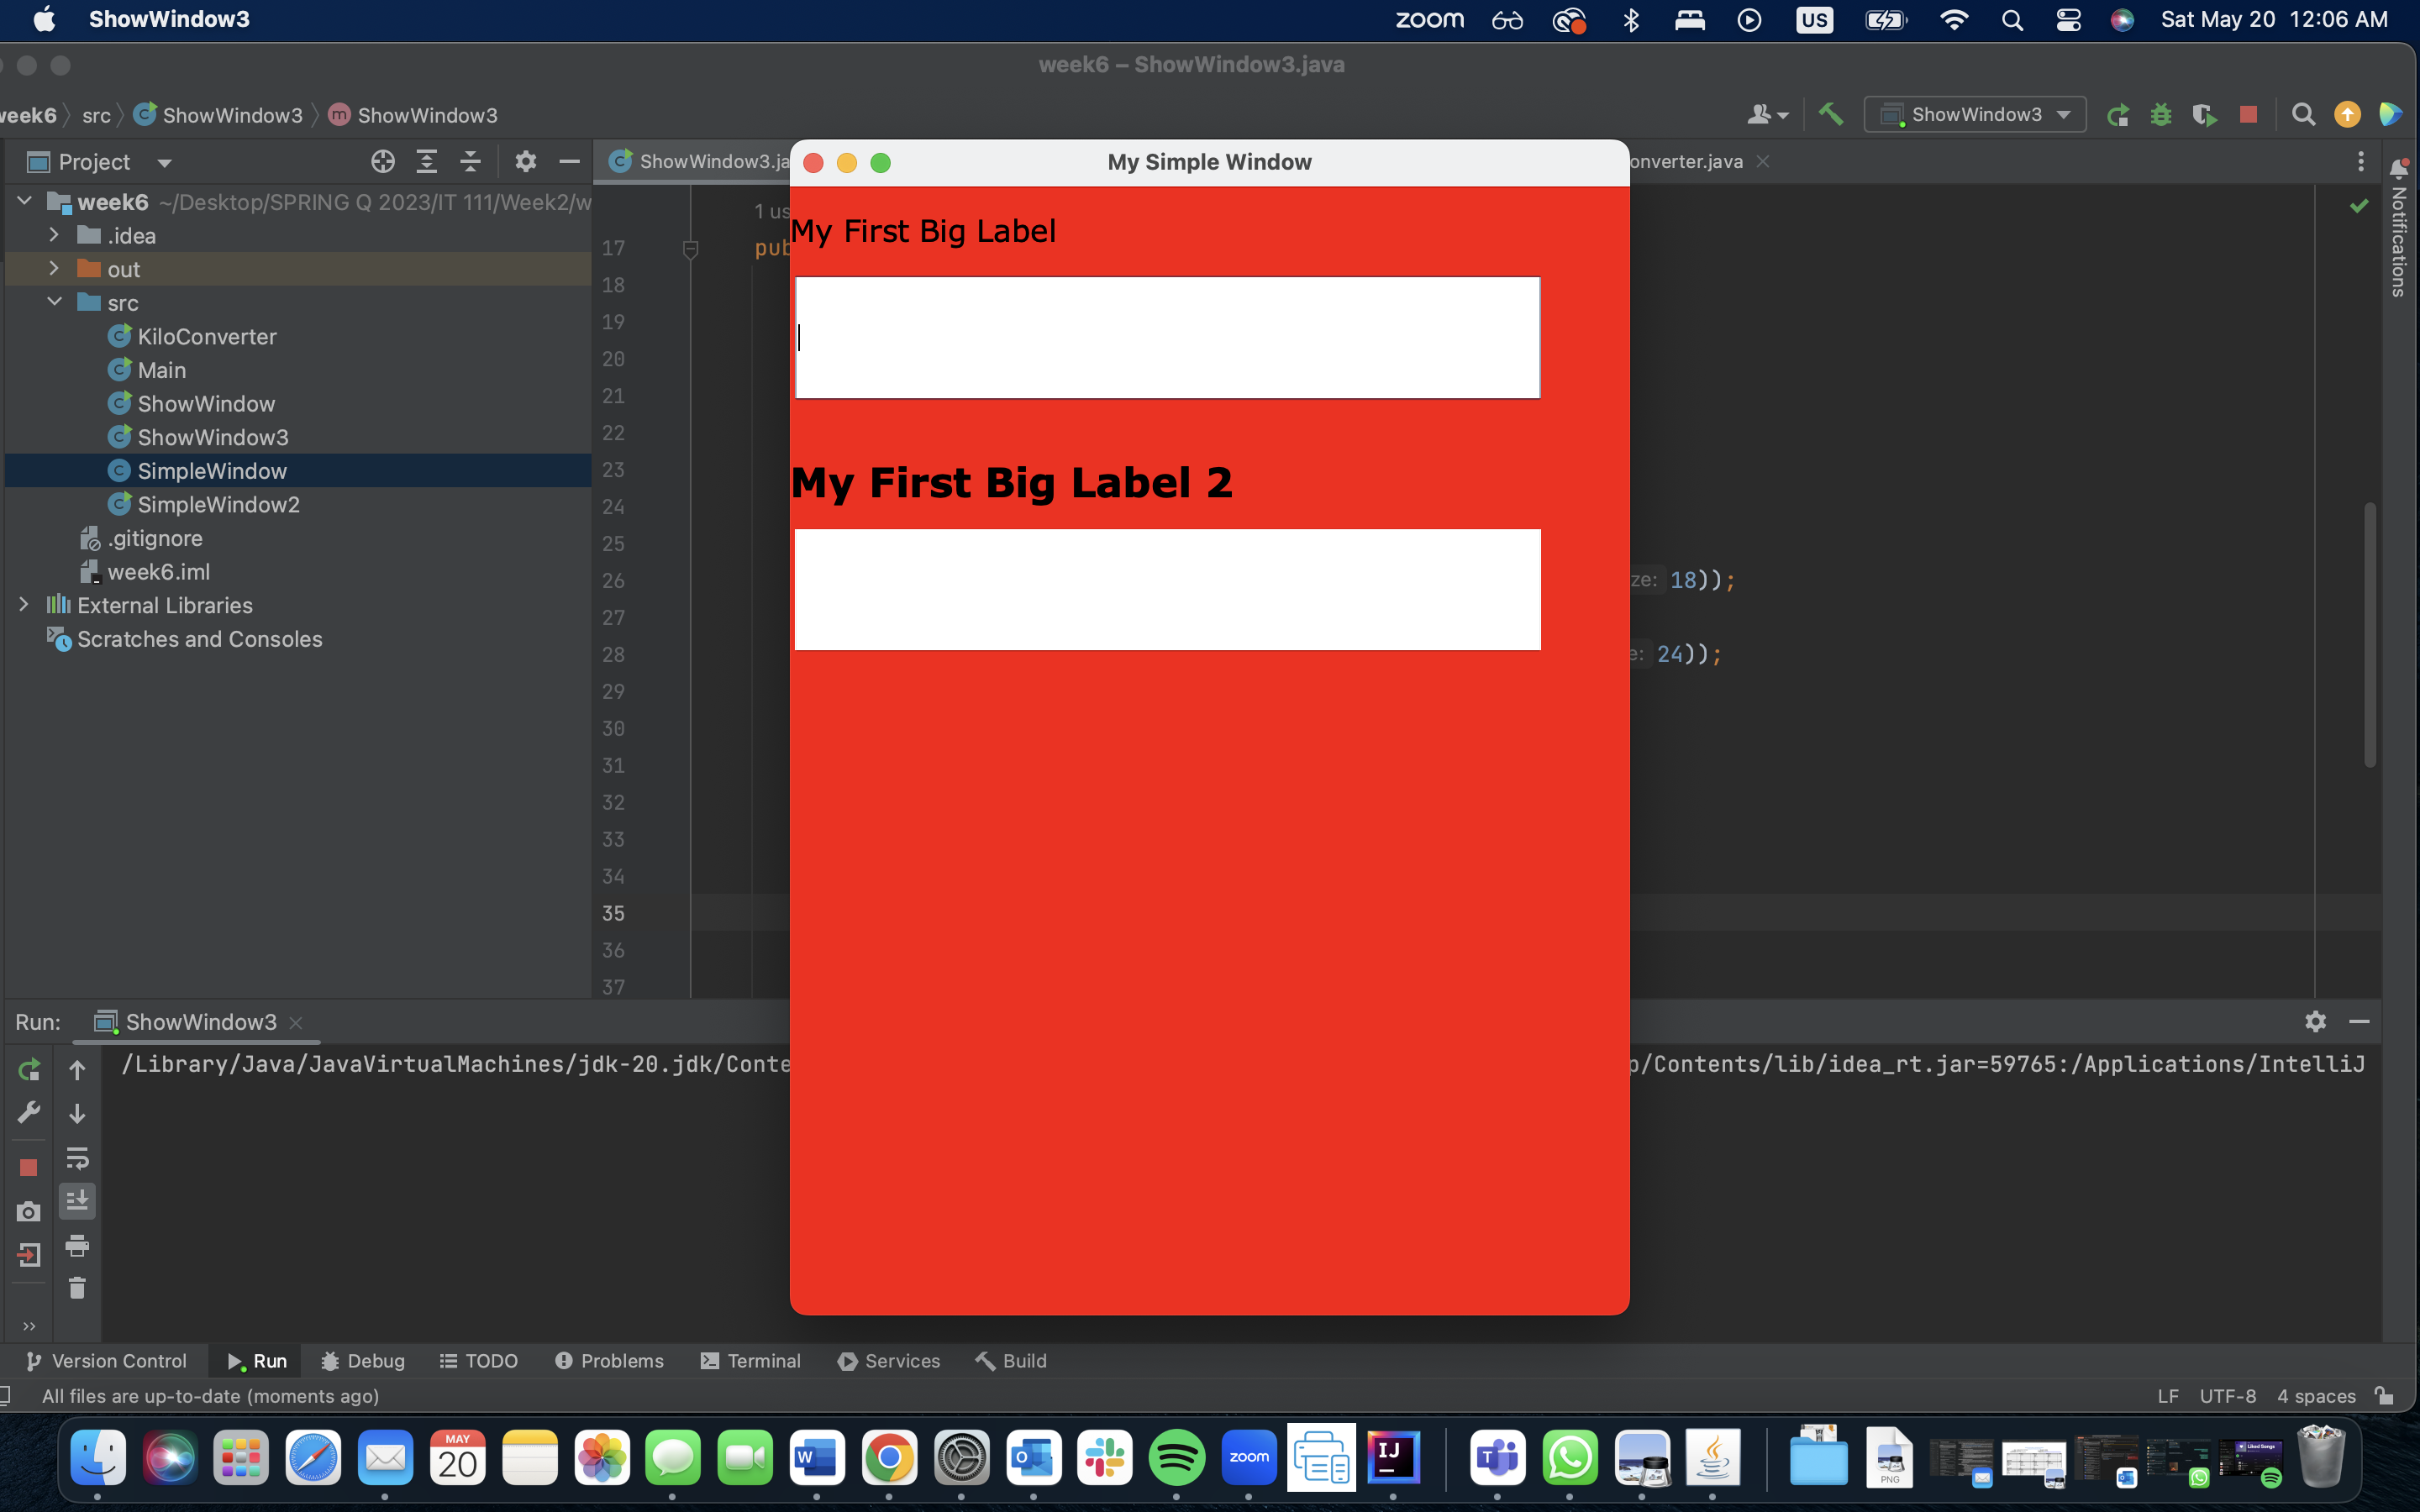 ShowWindow3
zoom
US
Sat May 20 12:06 AM
week6 – ShowWindow3.java
week6 〉 src 〉 ShowWindow3 〉 m ShowWindow3
ShowWindow3
Project
ShowWindow3.ja
onverter.java
My Simple Window
week6 ~/Desktop/SPRING Q 2023/IT 111/Week2/w
.idea
out
src
C KiloConverter
C Main
C ShowWindow
C ShowWindow3
C SimpleWindow
C SimpleWindow2
.gitignore
week6.iml
External Libraries
Scratches and Consoles
1 us
17 pub
18
19
20
21
22
23
24
25
26
ze: 18));
27
28
e: 24));
29
30
31
32
33
34
35
36
37
My First Big Label
My First Big Label 2
Notifications
Run: ShowWindow3
/Library/Java/JavaVirtualMachines/jdk-20.jdk/Conte
p/Contents/lib/idea_rt.jar=59765:/Applications/IntelliJ
Version Control
Run
Debug
TODO
Problems
Terminal
Services
Build
All files are up-to-date (moments ago)
LF UTF-8 4 spaces
MAY
20
W
O
zoom
IJ
PNG
Liked Songs